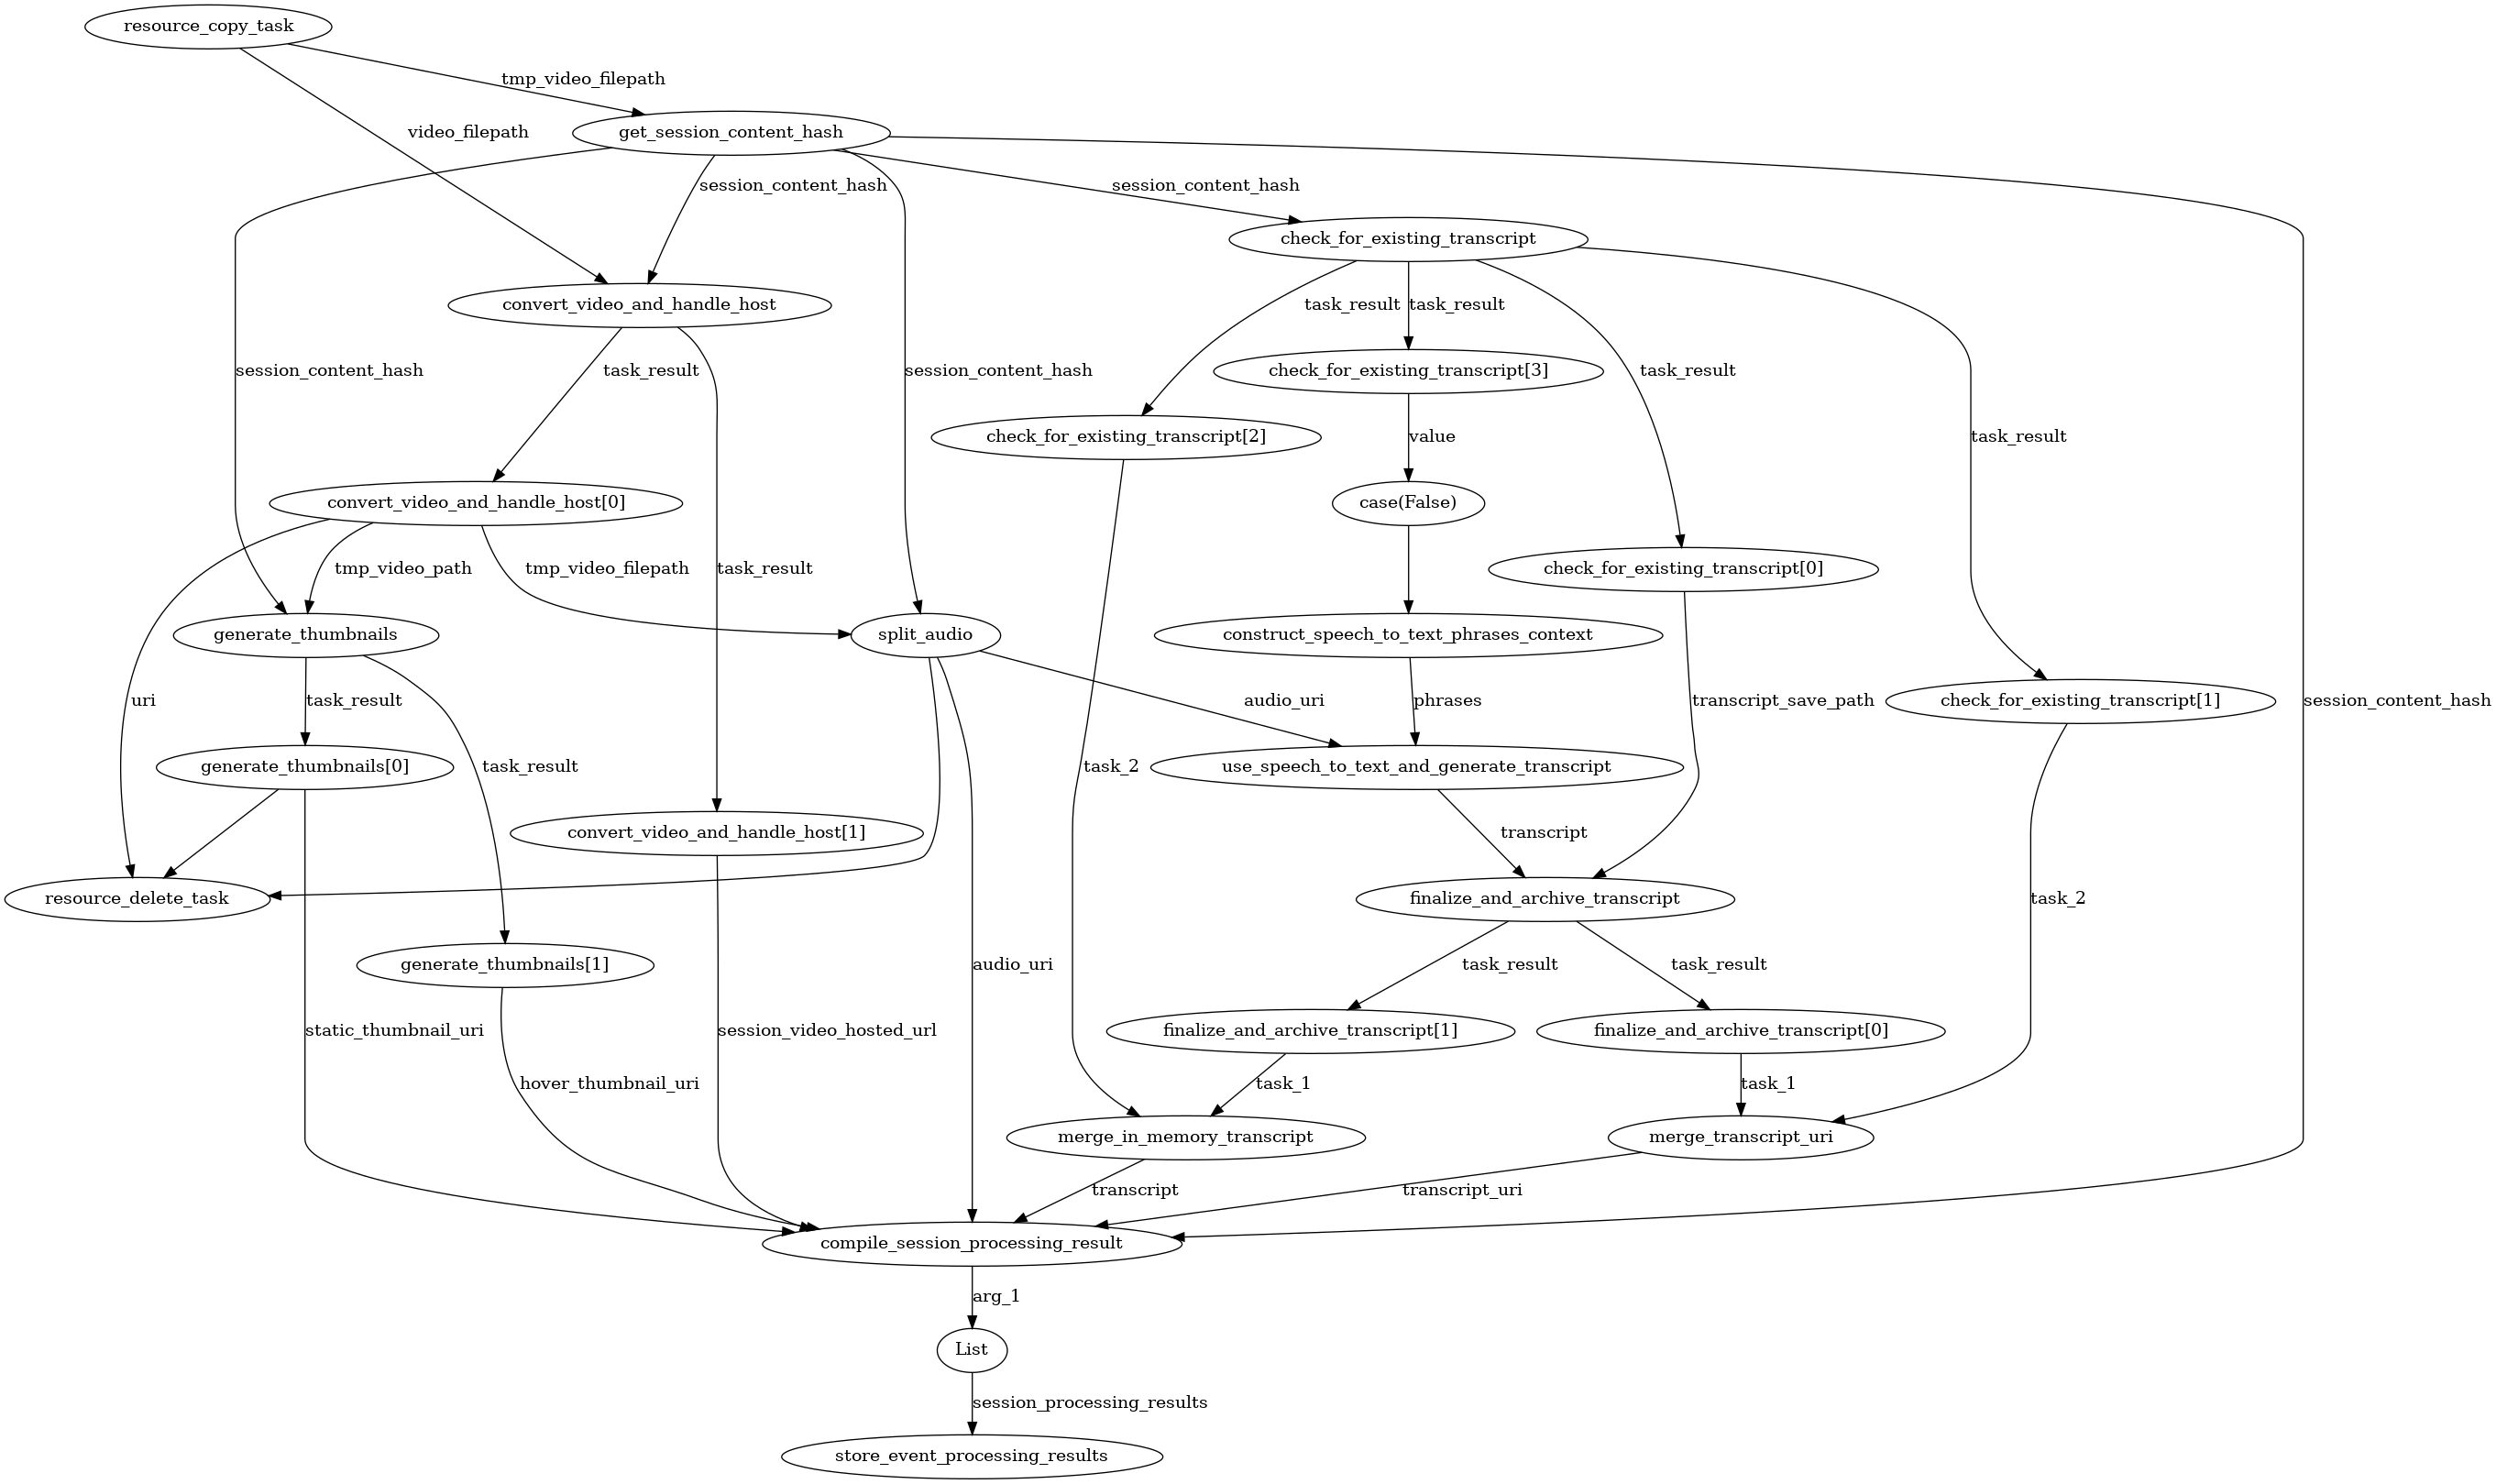 resource_copy_task
tmp_video_filepath
video_filepath
get_session_content_hash
session_content_hash
session_content_hash
check_for_existing_transcript
convert_video_and_handle_host
task_result
task_result
session_content_hash
task_result
session_content_hash
check_for_existing_transcript[3]
task_result
check_for_existing_transcript[2]
value
task_result
convert_video_and_handle_host[0]
case(False)
tmp_video_path
tmp_video_filepath
task_result
check_for_existing_transcript[0]
generate_thumbnails
split_audio
construct_speech_to_text_phrases_context
uri
task_result
audio_uri
phrases
transcript_save_path
check_for_existing_transcript[1]
session_content_hash
generate_thumbnails[0]
task_result
task_2
use_speech_to_text_and_generate_transcript
convert_video_and_handle_host[1]
transcript
resource_delete_task
finalize_and_archive_transcript
task_2
generate_thumbnails[1]
audio_uri
task_result
task_result
static_thumbnail_uri
session_video_hosted_url
finalize_and_archive_transcript[1]
finalize_and_archive_transcript[0]
hover_thumbnail_uri
task_1
task_1
merge_in_memory_transcript
merge_transcript_uri
transcript
transcript_uri
compile_session_processing_result
arg_1
List
session_processing_results
store_event_processing_results